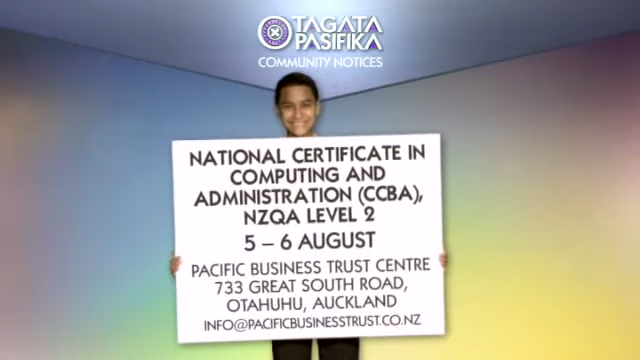 TAGATA
PASIFIKA
COMMUNITY NOTICES
NATIONAL CERTIFICATE IN
COMPUTING AND
ADMINISTRATION (CCBA),
NZQA LEVEL 2
5 – 6 AUGUST
PACIFIC BUSINESS TRUST CENTRE
733 GREAT SOUTH ROAD,
OTAHUHU, AUCKLAND
INFO@PACIFICBUSINESSTRUST.CO.NZ